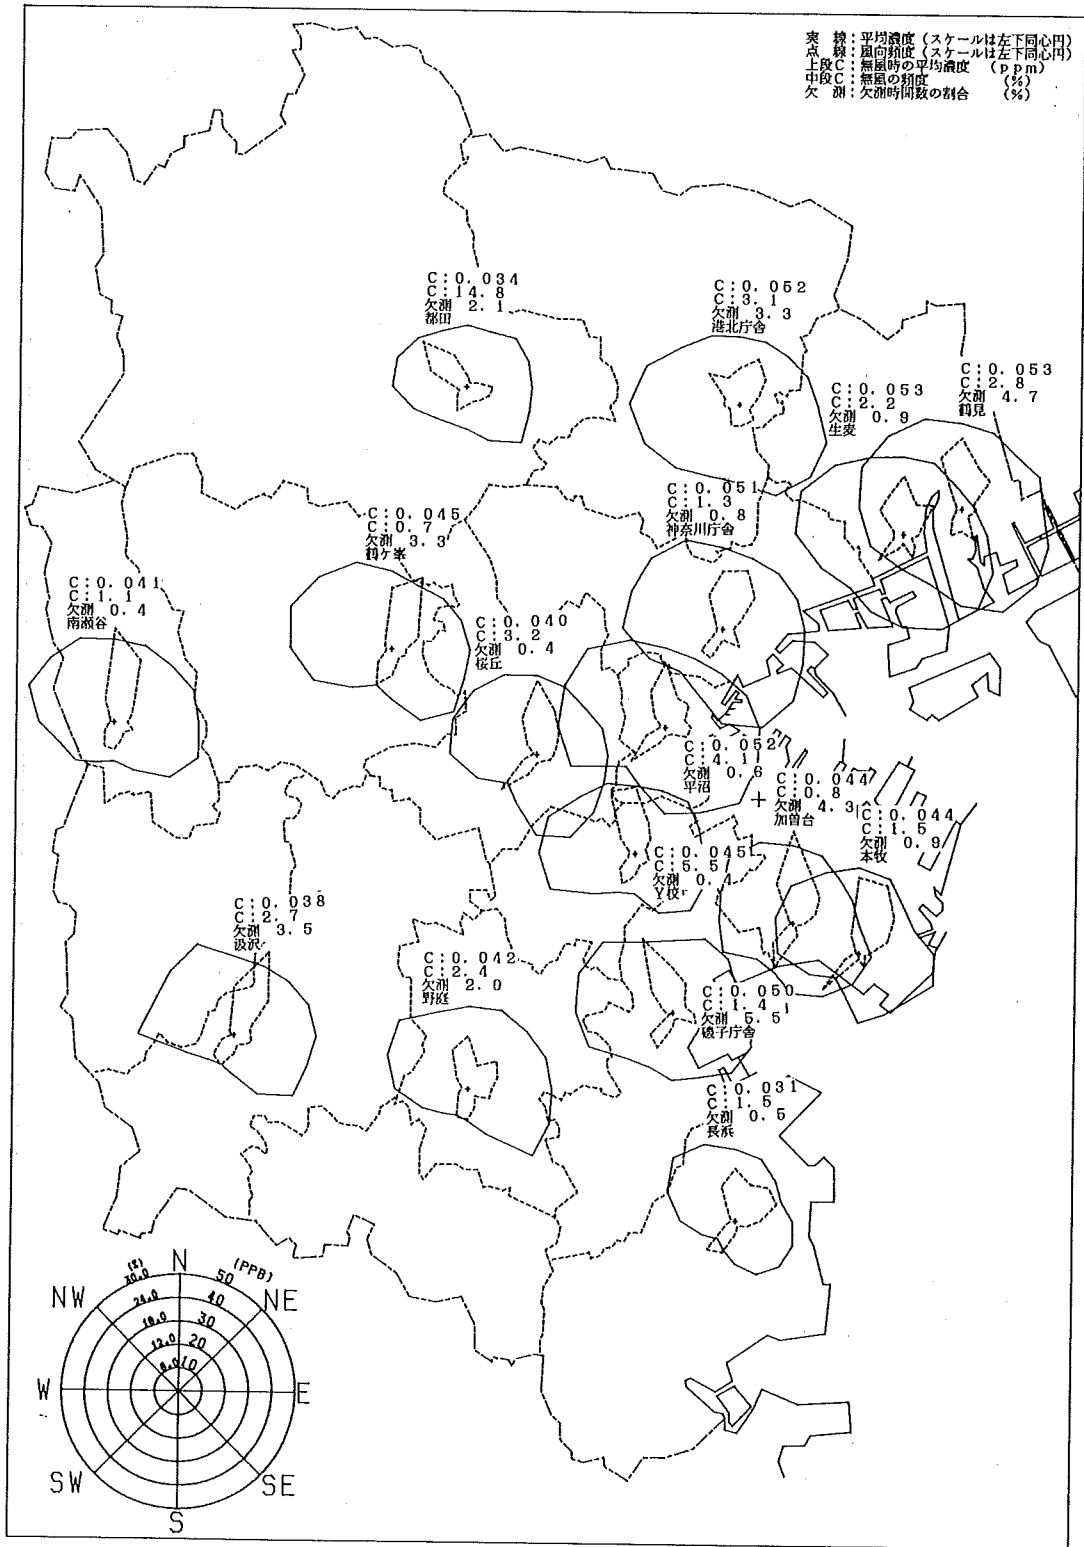 実 線：平均濃度（スケールは左下同心円）
点 線：風向頻度（スケールは左下同心円）
上段C：無風時の平均濃度 （ppm）
中段C：無風の頻度 （％）
欠 測：欠測時間数の割合 （％）
C:0.034
C:14.8
欠測 2.1
都田
C:0.052
C:3.1
欠測 3.3
港北庁舎
C:0.053
C:2.8
欠測 4.7
鶴見
C:0.053
C:2.2
欠測 0.9
生麦
C:0.051
C:1.3
欠測 0.8
神奈川庁舎
C:0.045
C:0.7
欠測 3.3
鶴ケ峯
C:0.041
C:1.1
欠測 0.4
南瀬谷
C:0.040
C:3.2
欠測 0.4
桜丘
C:0.052
C:4.1
欠測 0.6
平沼
C:0.044
C:0.8
欠測 4.3
加曽台
C:0.044
C:1.5
欠測 0.9
本牧
C:0.045
C:5.5
欠測 0.4
Y校
C:0.038
C:2.7
欠測 3.5
汲沢
C:0.042
C:2.4
欠測 2.0
野庭
C:0.050
C:1.4
欠測 5.5
磯子庁舎
C:0.031
C:1.5
欠測 0.5
長浜
(%) N (PPB)
30.0 50
NW 24.0 40 NE
18.0 30
12.0 20
6.0 10
W E
SW SE
S